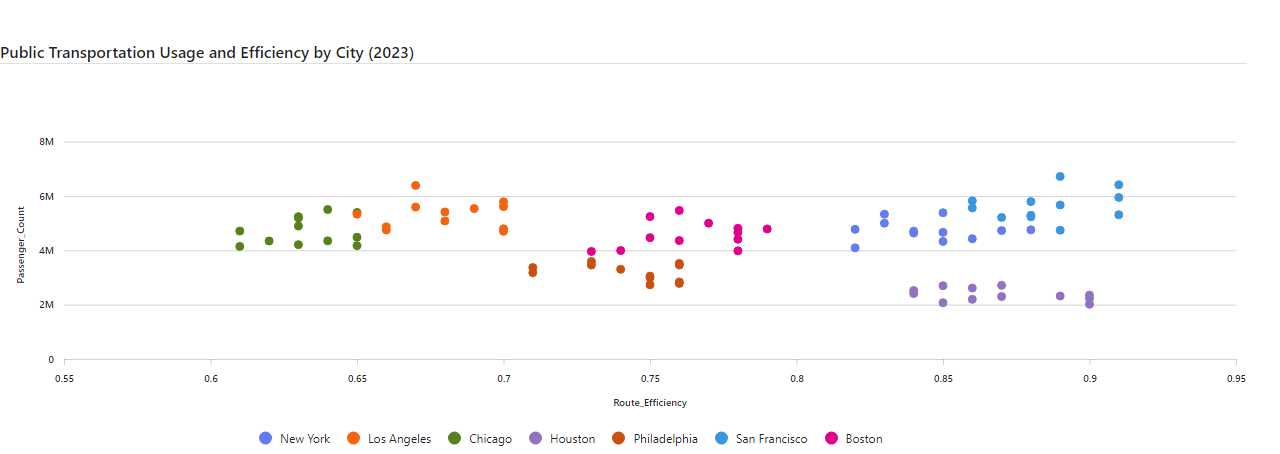 Public Transportation Usage and Efficiency by City (2023)
8M
6M
4M
2M
0
Passenger_Count
0.55 0.6 0.65 0.7 0.75 0.8 0.85 0.9 0.95
Route_Efficiency
New York Los Angeles Chicago Houston Philadelphia San Francisco Boston